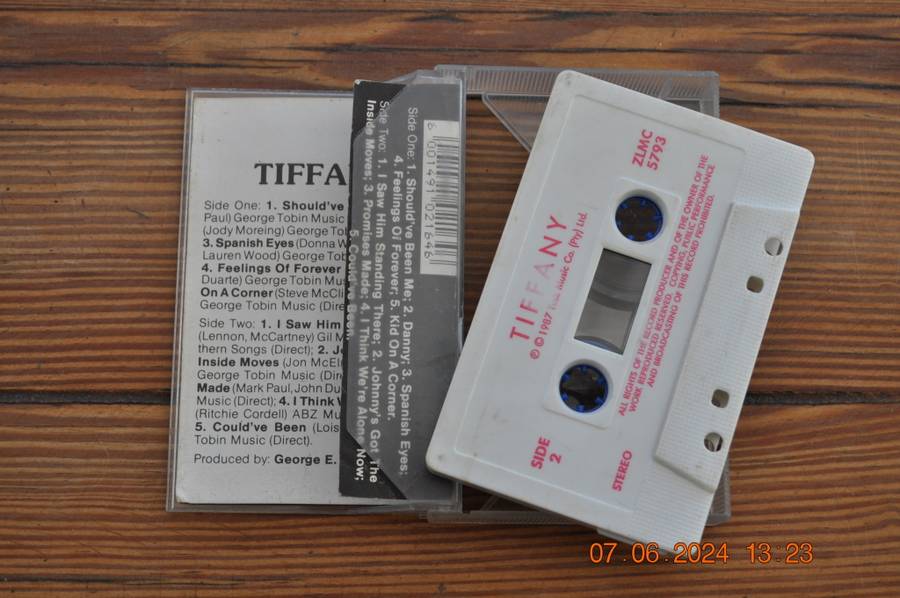 TIFFA
Side One: 1. Should've
Paul) George Tobin Music
(Jody Moreing) George Tob
3. Spanish Eyes (Donna W
Lauren Wood) George Tob
4. Feelings Of Forever
Duarte) George Tobin Mu
On A Corner (Steve McCli
George Tobin Music (Dire
Side Two: 1. I Saw Him
(Lennon, McCartney) Gil M
thern Songs (Direct); 2. Jo
Inside Moves (Jon McEl
George Tobin Music (Dir
Made (Mark Paul, John Du
Music (Direct); 4. I Think W
(Ritchie Cordell) ABZ Mu
5. Could've Been (Lois
Tobin Music (Direct).
Produced by: George E.
6 001491 021646
Side One: 1. Should've Been Me; 2. Danny; 3. Spanish Eyes;
4. Feelings Of Forever; 5. Kid On A Corner.
Side Two: 1. I Saw Him Standing There; 2. Johnny's Got The
Inside Moves; 3. Promises Made; 4. I Think We're Alone Now;
5. Could've Been.
TIFFANY
℗ © 1987 Music Co. (Pty) Ltd.
ZLMC
5793
SIDE
2
STEREO
ALL RIGHTS OF THE RECORD PRODUCER AND OF THE OWNER OF THE
WORK REPRODUCED RESERVED. COPYING, PUBLIC PERFORMANCE
AND BROADCASTING OF THIS RECORD PROHIBITED.
07.06.2024 13:23